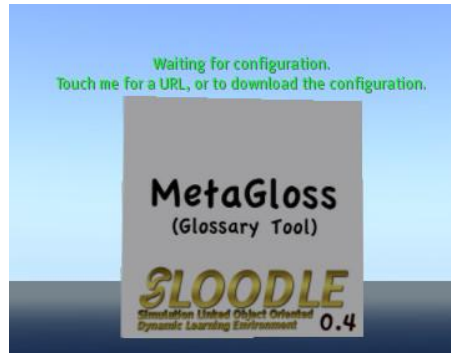 Waiting for configuration.
Touch me for a URL, or to download the configuration.
MetaGloss
(Glossary Tool)
SLOODLE
Simulation Linked Object Oriented
Dynamic Learning Environment 0.4